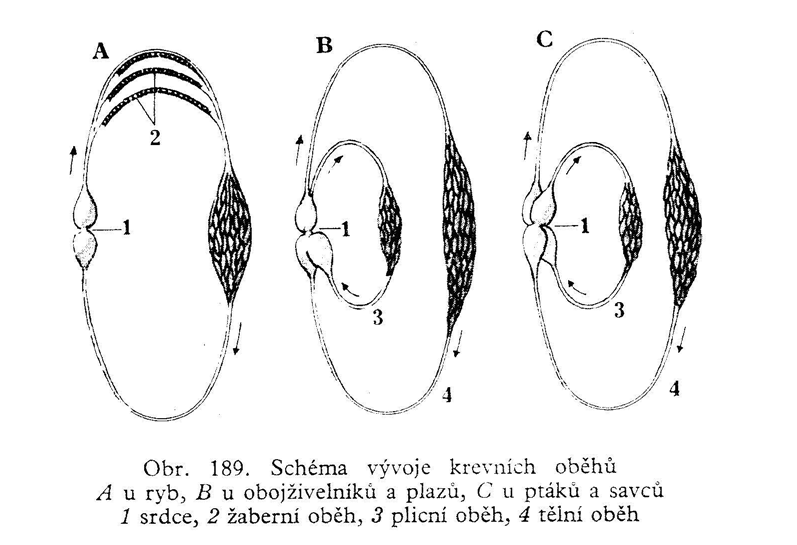 A
B
C
2
1
1
1
3
3
4
4
Obr. 189. Schéma vývoje krevních oběhů
A u ryb, B u obojživelníků a plazů, C u ptáků a savců
1 srdce, 2 žaberní oběh, 3 plicní oběh, 4 tělní oběh